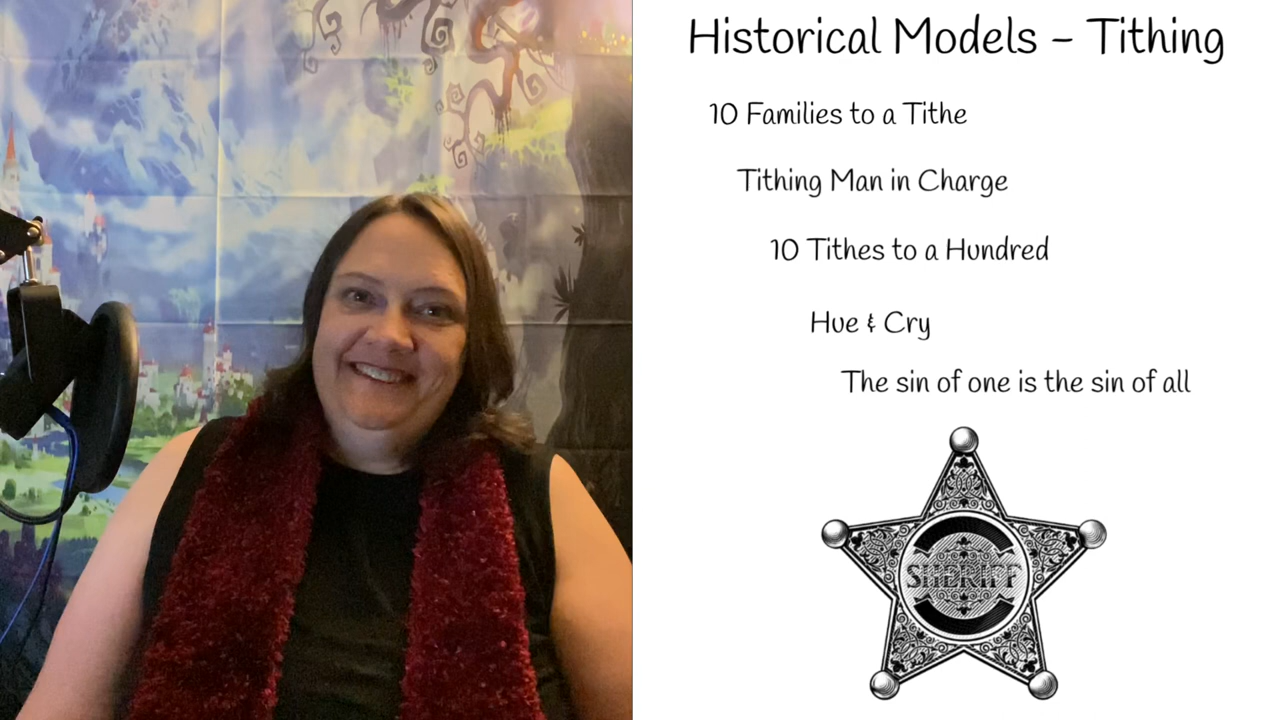 Historical Models - Tithing
10 Families to a Tithe
Tithing Man in Charge
10 Tithes to a Hundred
Hue & Cry
The sin of one is the sin of all
SHERIFF